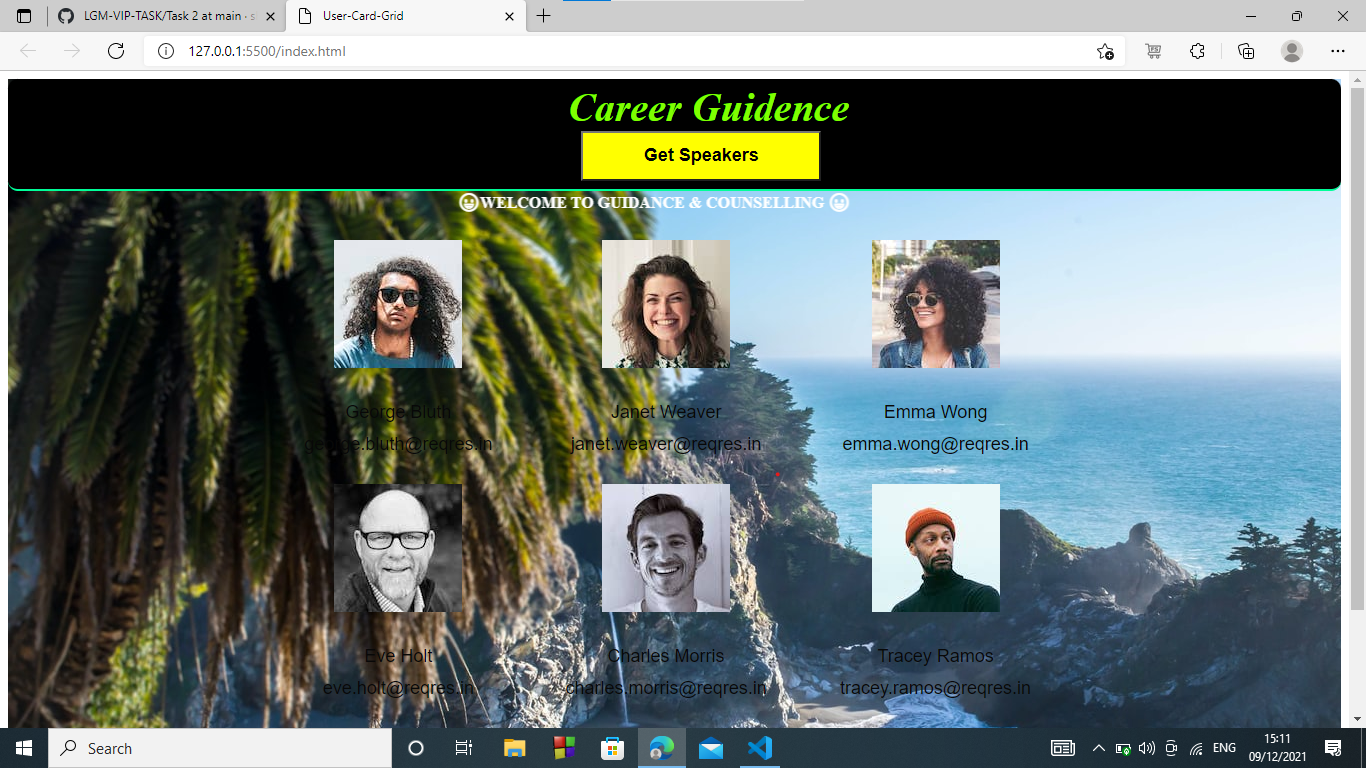 LGM-VIP-TASK/Task 2 at main · s
User-Card-Grid
127.0.0.1:5500/index.html
Career Guidence
Get Speakers
😀WELCOME TO GUIDANCE & COUNSELLING 😀
George Bluth
Janet Weaver
Emma Wong
george.bluth@reqres.in
janet.weaver@reqres.in
emma.wong@reqres.in
Eve Holt
Charles Morris
Tracey Ramos
eve.holt@reqres.in
charles.morris@reqres.in
tracey.ramos@reqres.in
Search
ENG
15:11
09/12/2021